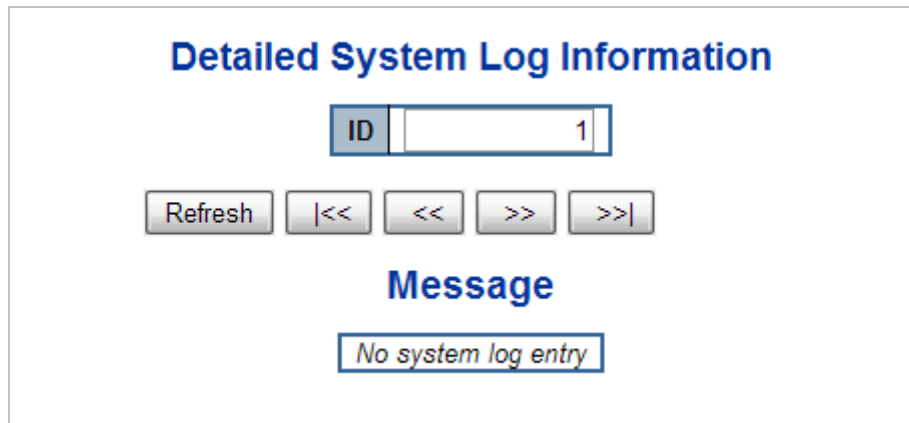 Detailed System Log Information
ID 1
Refresh |<< << >> >>|
Message
No system log entry